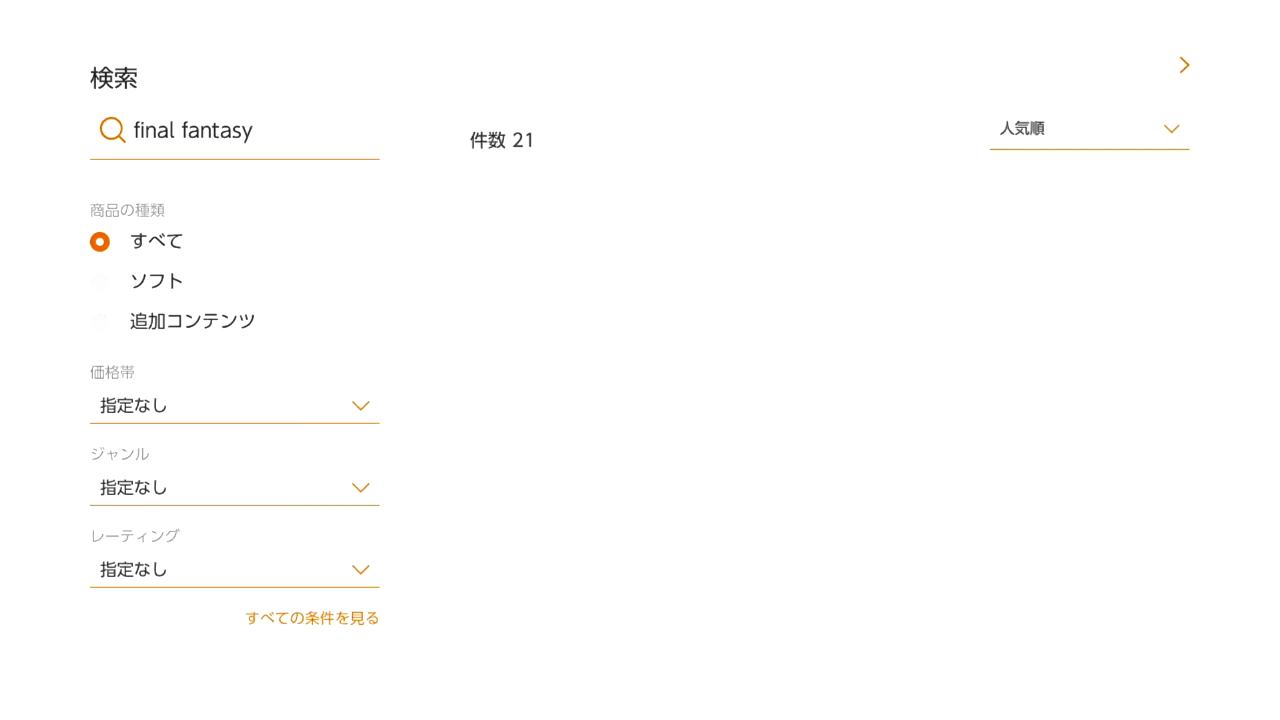 検索
final fantasy
件数 21
人気順
商品の種類
すべて
ソフト
追加コンテンツ
価格帯
指定なし
ジャンル
指定なし
レーティング
指定なし
すべての条件を見る